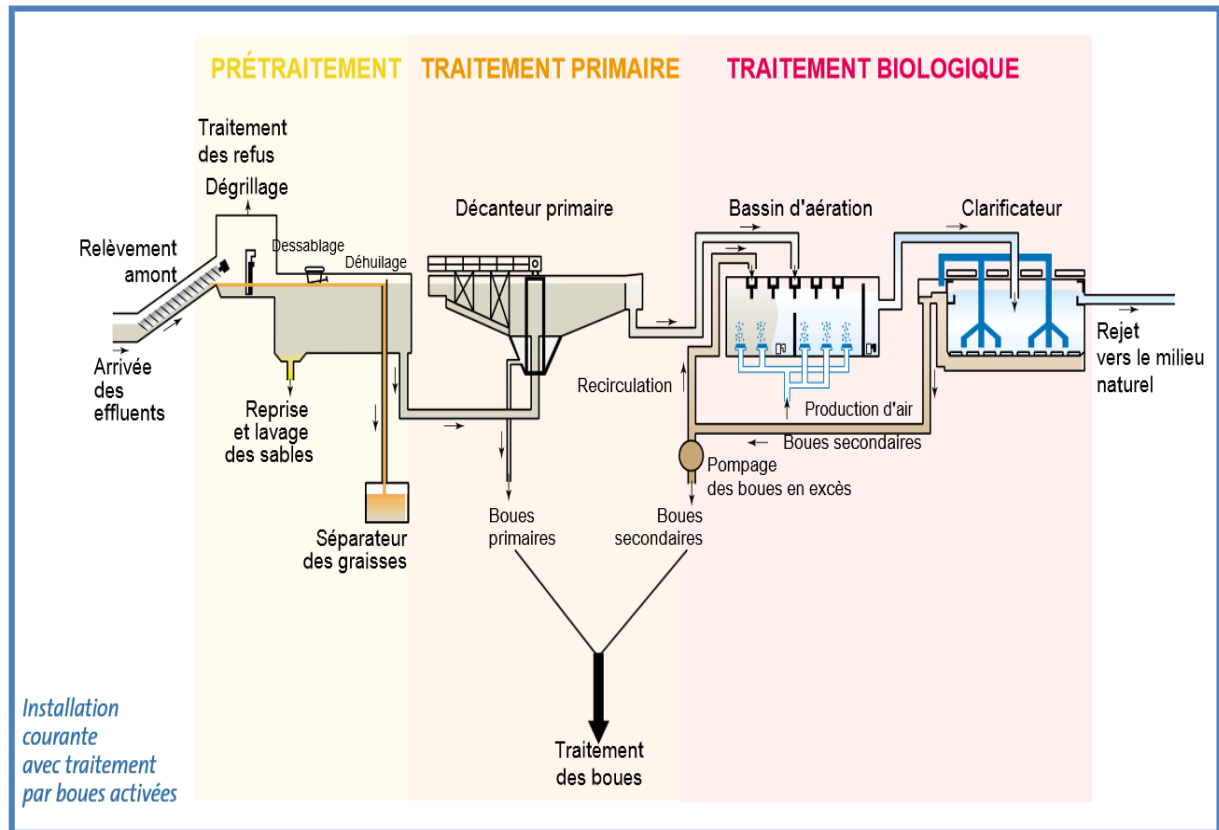 PRÉTRAITEMENT
TRAITEMENT PRIMAIRE
TRAITEMENT BIOLOGIQUE
Traitement
des refus
Dégrillage
Relèvement
amont
Dessablage
Déhuilage
Décanteur primaire
Bassin d'aération
Clarificateur
Arrivée
des
effluents
Reprise
et lavage
des sables
Séparateur
des graisses
Recirculation
Production d'air
Boues secondaires
Rejet
vers le milieu
naturel
Pompage
des boues en excès
Boues
primaires
Boues
secondaires
Traitement
des boues
Installation
courante
avec traitement
par boues activées